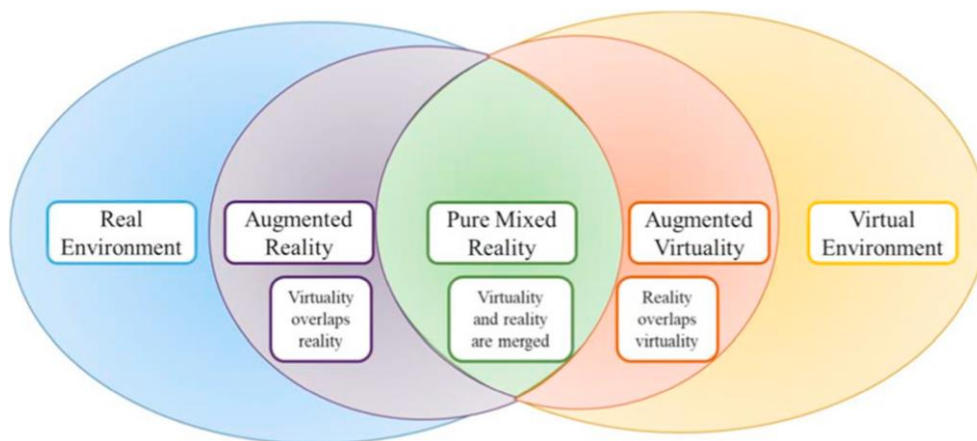 Real
Environment
Augmented
Reality
Pure Mixed
Reality
Augmented
Virtuality
Virtual
Environment
Virtuality
overlaps
reality
Virtuality
and reality
are merged
Reality
overlaps
virtuality